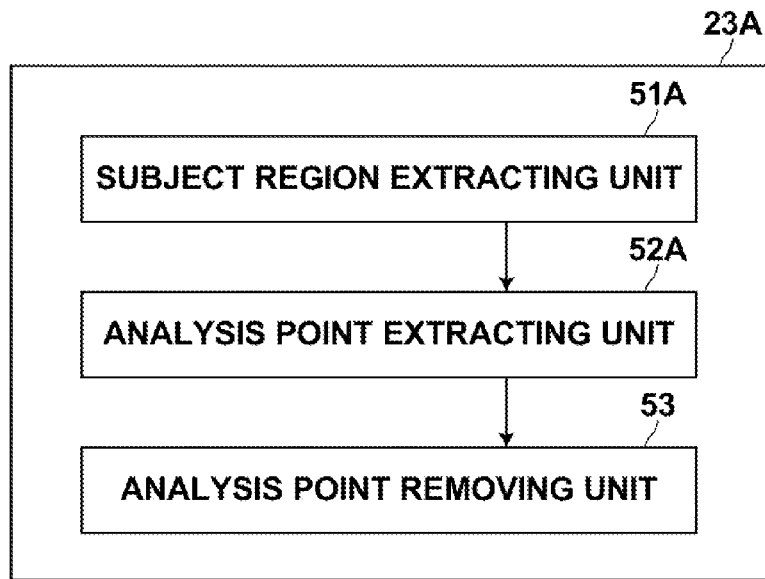 23A
51A
SUBJECT REGION EXTRACTING UNIT
52A
ANALYSIS POINT EXTRACTING UNIT
53
ANALYSIS POINT REMOVING UNIT